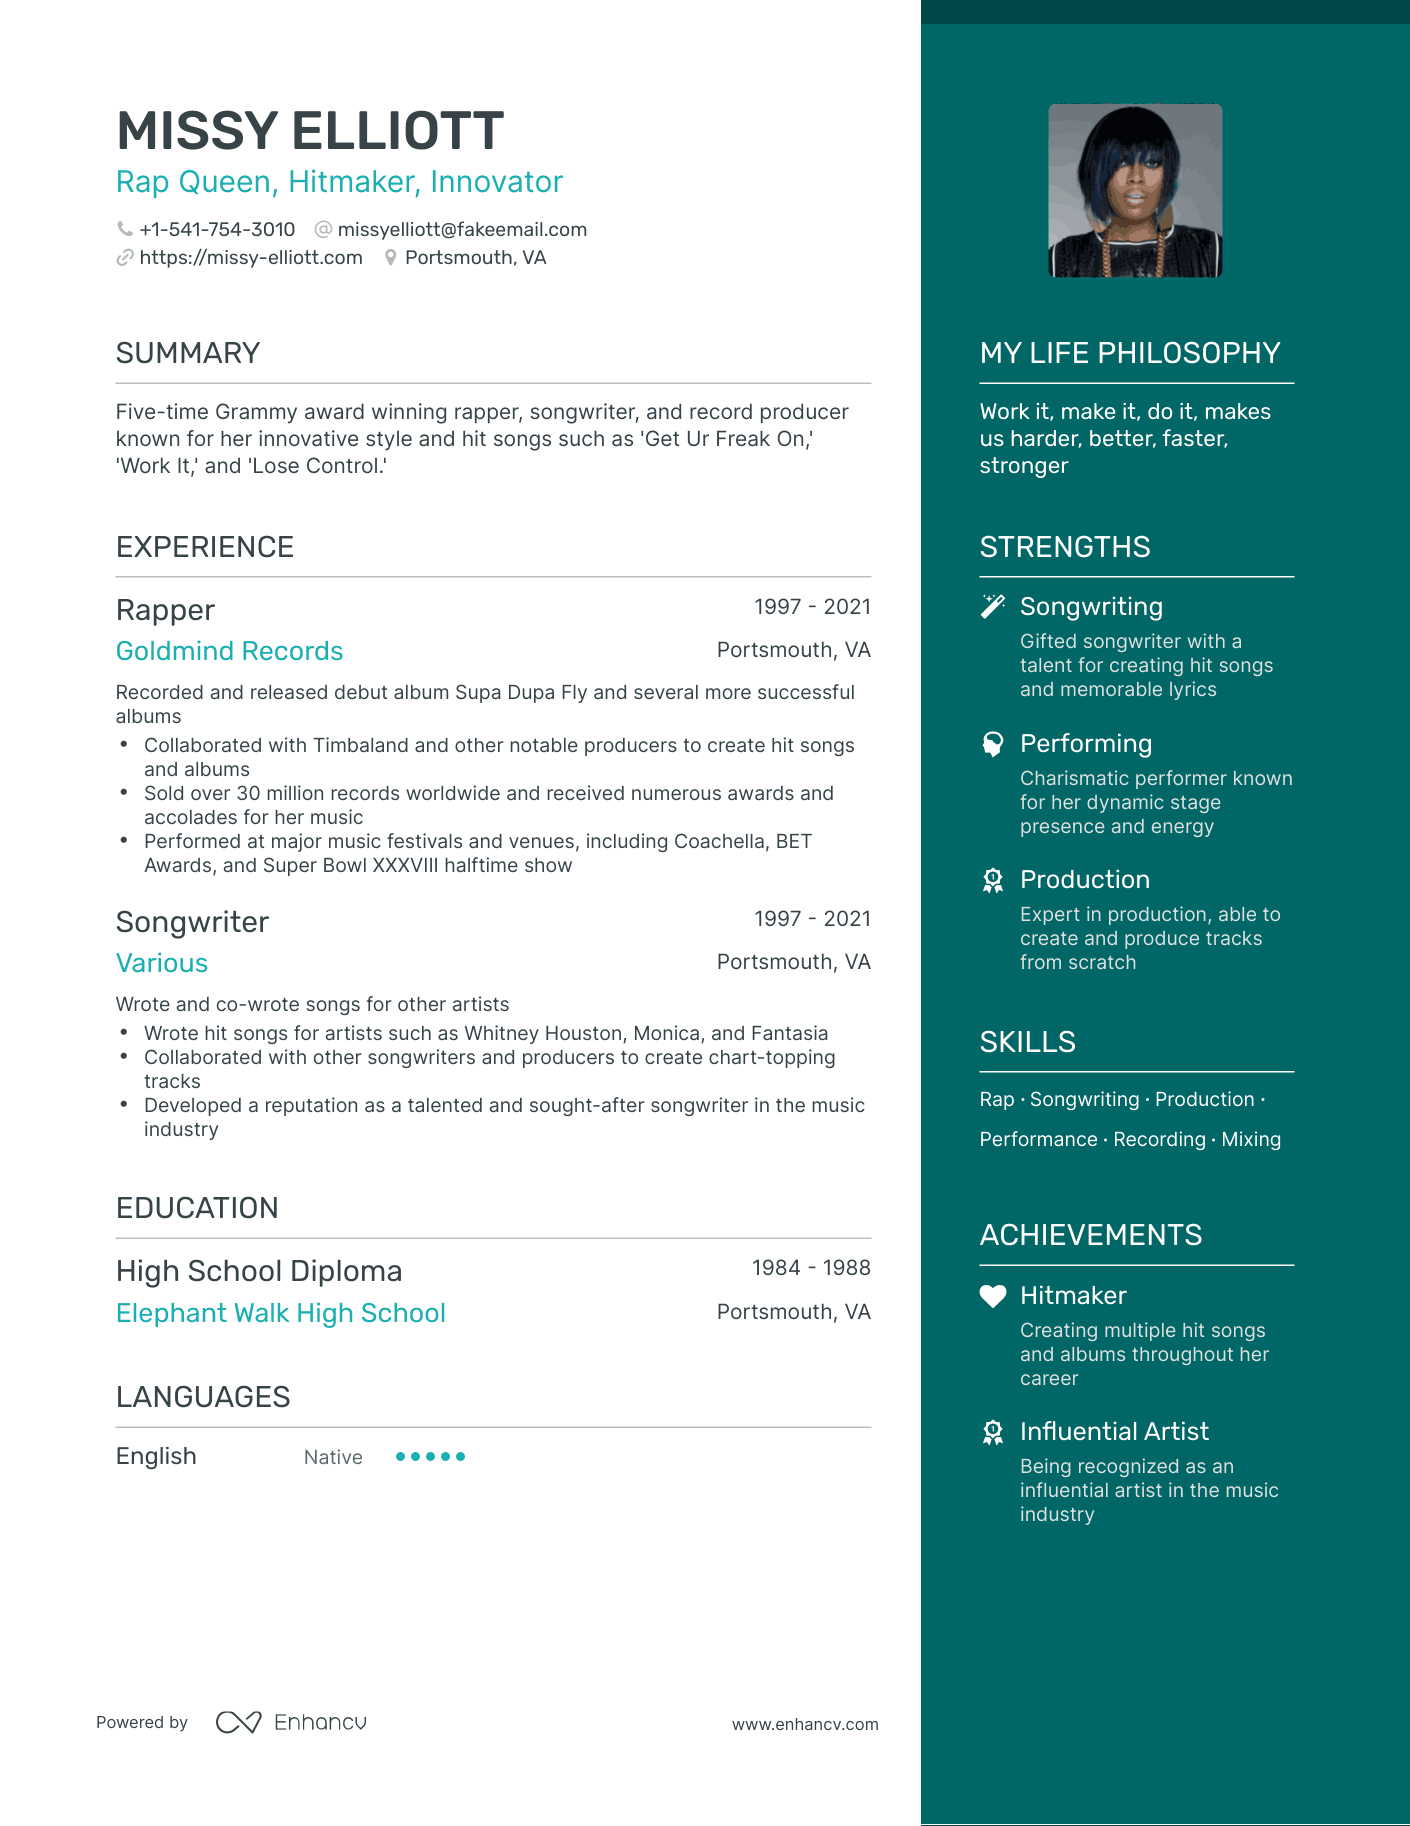 MISSY ELLIOTT
Rap Queen, Hitmaker, Innovator
+1-541-754-3010 missyelliott@fakeemail.com
https://missy-elliott.com Portsmouth, VA
SUMMARY
Five-time Grammy award winning rapper, songwriter, and record producer
known for her innovative style and hit songs such as 'Get Ur Freak On,'
'Work It,' and 'Lose Control.'
EXPERIENCE
Rapper 1997 - 2021
Goldmind Records Portsmouth, VA
Recorded and released debut album Supa Dupa Fly and several more successful
albums
• Collaborated with Timbaland and other notable producers to create hit songs
and albums
• Sold over 30 million records worldwide and received numerous awards and
accolades for her music
• Performed at major music festivals and venues, including Coachella, BET
Awards, and Super Bowl XXXVIII halftime show
Songwriter 1997 - 2021
Various Portsmouth, VA
Wrote and co-wrote songs for other artists
• Wrote hit songs for artists such as Whitney Houston, Monica, and Fantasia
• Collaborated with other songwriters and producers to create chart-topping
tracks
• Developed a reputation as a talented and sought-after songwriter in the music
industry
EDUCATION
High School Diploma 1984 - 1988
Elephant Walk High School Portsmouth, VA
LANGUAGES
English Native
Powered by Enhancv www.enhancv.com
MY LIFE PHILOSOPHY
Work it, make it, do it, makes
us harder, better, faster,
stronger
STRENGTHS
Songwriting
Gifted songwriter with a
talent for creating hit songs
and memorable lyrics
Performing
Charismatic performer known
for her dynamic stage
presence and energy
Production
Expert in production, able to
create and produce tracks
from scratch
SKILLS
Rap · Songwriting · Production ·
Performance · Recording · Mixing
ACHIEVEMENTS
Hitmaker
Creating multiple hit songs
and albums throughout her
career
Influential Artist
Being recognized as an
influential artist in the music
industry